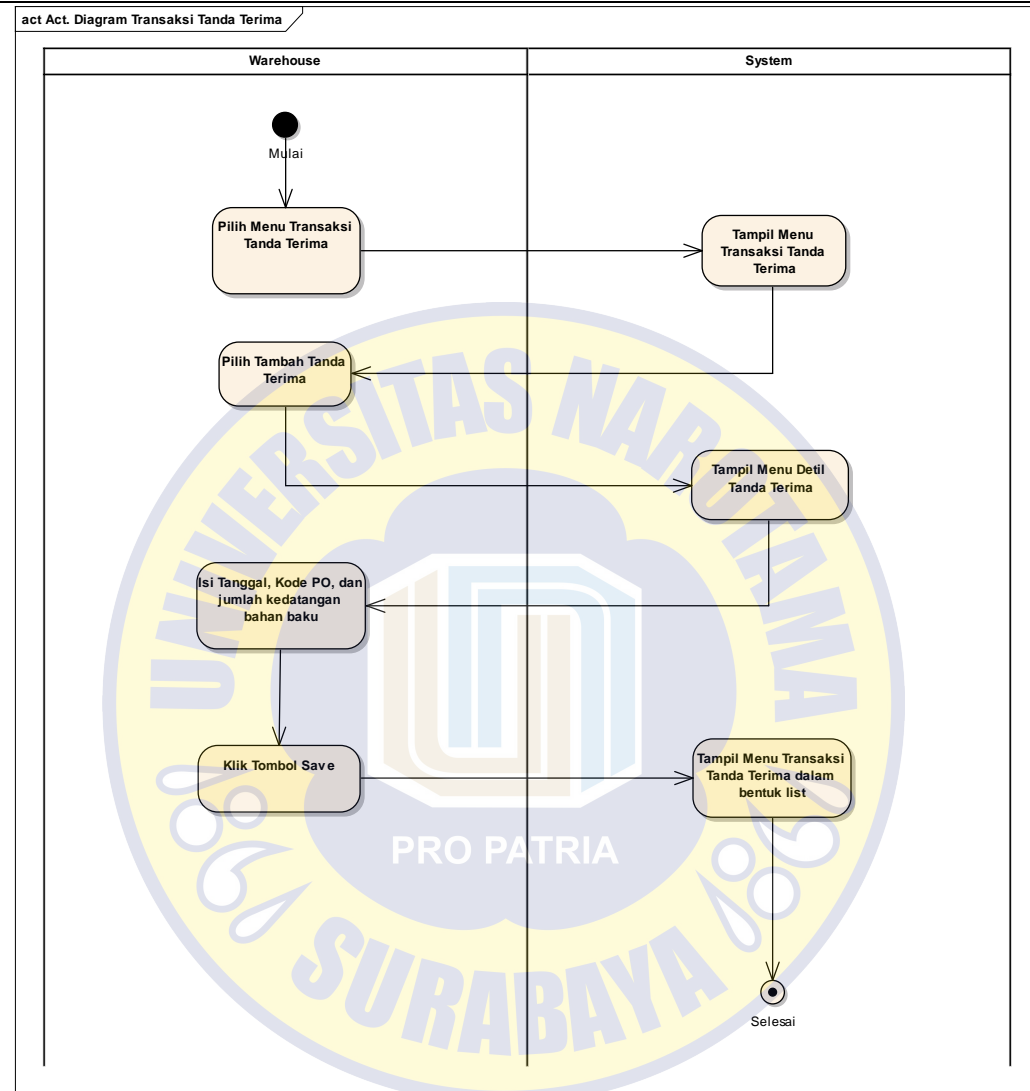 act Act. Diagram Transaksi Tanda Terima
Warehouse
System
Mulai
Pilih Menu Transaksi
Tanda Terima
Tampil Menu
Transaksi Tanda
Terima
Pilih Tambah Tanda
Terima
Tampil Menu Detil
Tanda Terima
Isi Tanggal, Kode PO, dan
jumlah kedatangan
bahan baku
Klik Tombol Save
Tampil Menu Transaksi
Tanda Terima dalam
bentuk list
Selesai
UNIVERSITAS NAROTAMA
PRO PATRIA
SURABAYA